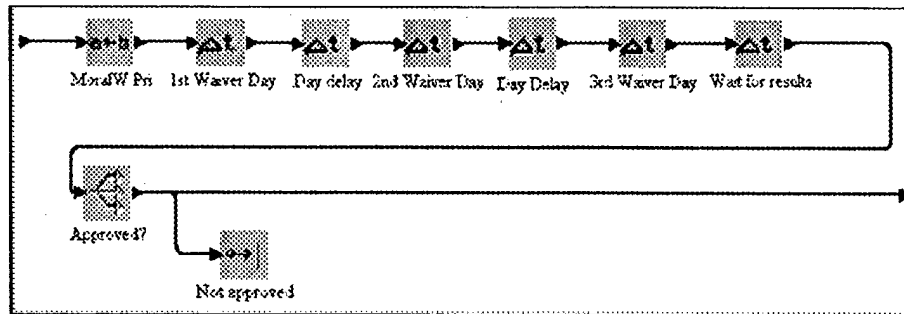 MoralW Pri 1st Waiver Day Day delay 2nd Waiver Day Day Delay 3rd Waiver Day Wait for results
Approved?
Not approved